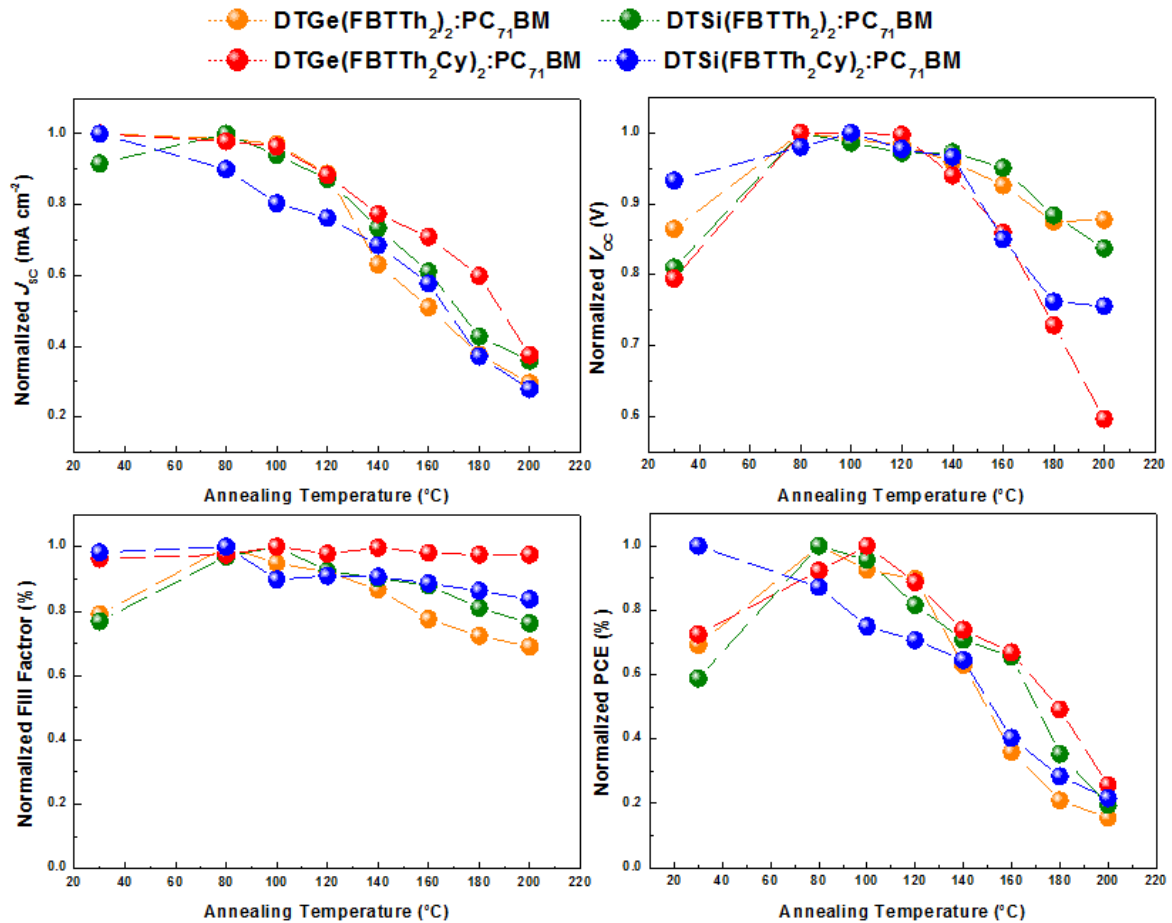 DTGe(FBTTh₂)₂:PC₇₁BM DTSi(FBTTh₂)₂:PC₇₁BM
DTGe(FBTTh₂Cy)₂:PC₇₁BM DTSi(FBTTh₂Cy)₂:PC₇₁BM
Normalized J_SC (mA cm⁻²)
1.0
0.8
0.6
0.4
0.2
20 40 60 80 100 120 140 160 180 200 220
Annealing Temperature (°C)
Normalized V_OC (V)
1.0
0.9
0.8
0.7
0.6
20 40 60 80 100 120 140 160 180 200 220
Annealing Temperature (°C)
Normalized Fill Factror (%)
1.0
0.8
0.6
0.4
0.2
0.0
20 40 60 80 100 120 140 160 180 200 220
Annealing Temperature (°C)
Normalized PCE (%)
1.0
0.8
0.6
0.4
0.2
0.0
20 40 60 80 100 120 140 160 180 200 220
Annealing Temperature (°C)